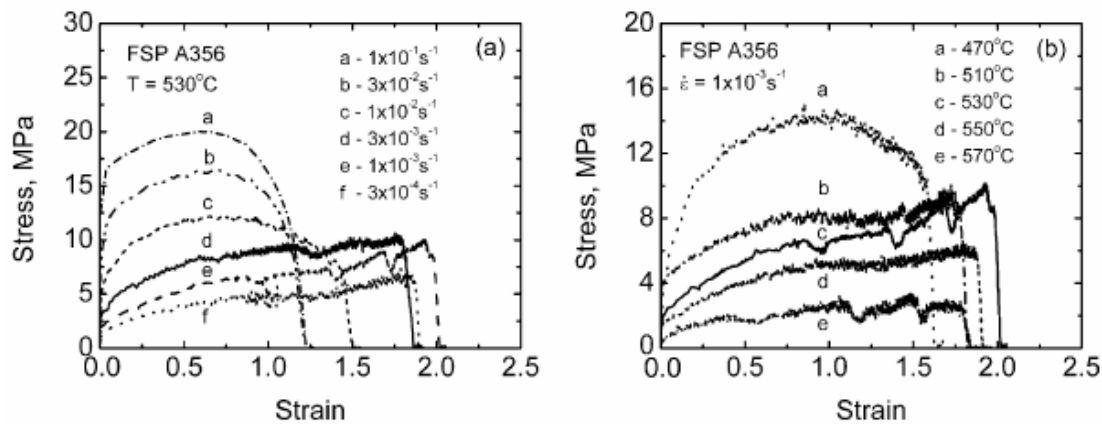 (a)
FSP A356
T = 530°C
a - 1x10⁻¹s⁻¹
b - 3x10⁻²s⁻¹
c - 1x10⁻²s⁻¹
d - 3x10⁻³s⁻¹
e - 1x10⁻³s⁻¹
f - 3x10⁻⁴s⁻¹
a
b
c
d
e
f
30
25
20
15
10
5
0
Stress, MPa
0.0 0.5 1.0 1.5 2.0 2.5
Strain
(b)
FSP A356
ε̇ = 1x10⁻³s⁻¹
a - 470°C
b - 510°C
c - 530°C
d - 550°C
e - 570°C
a
b
c
d
e
20
16
12
8
4
0
Stress, MPa
0.0 0.5 1.0 1.5 2.0 2.5
Strain